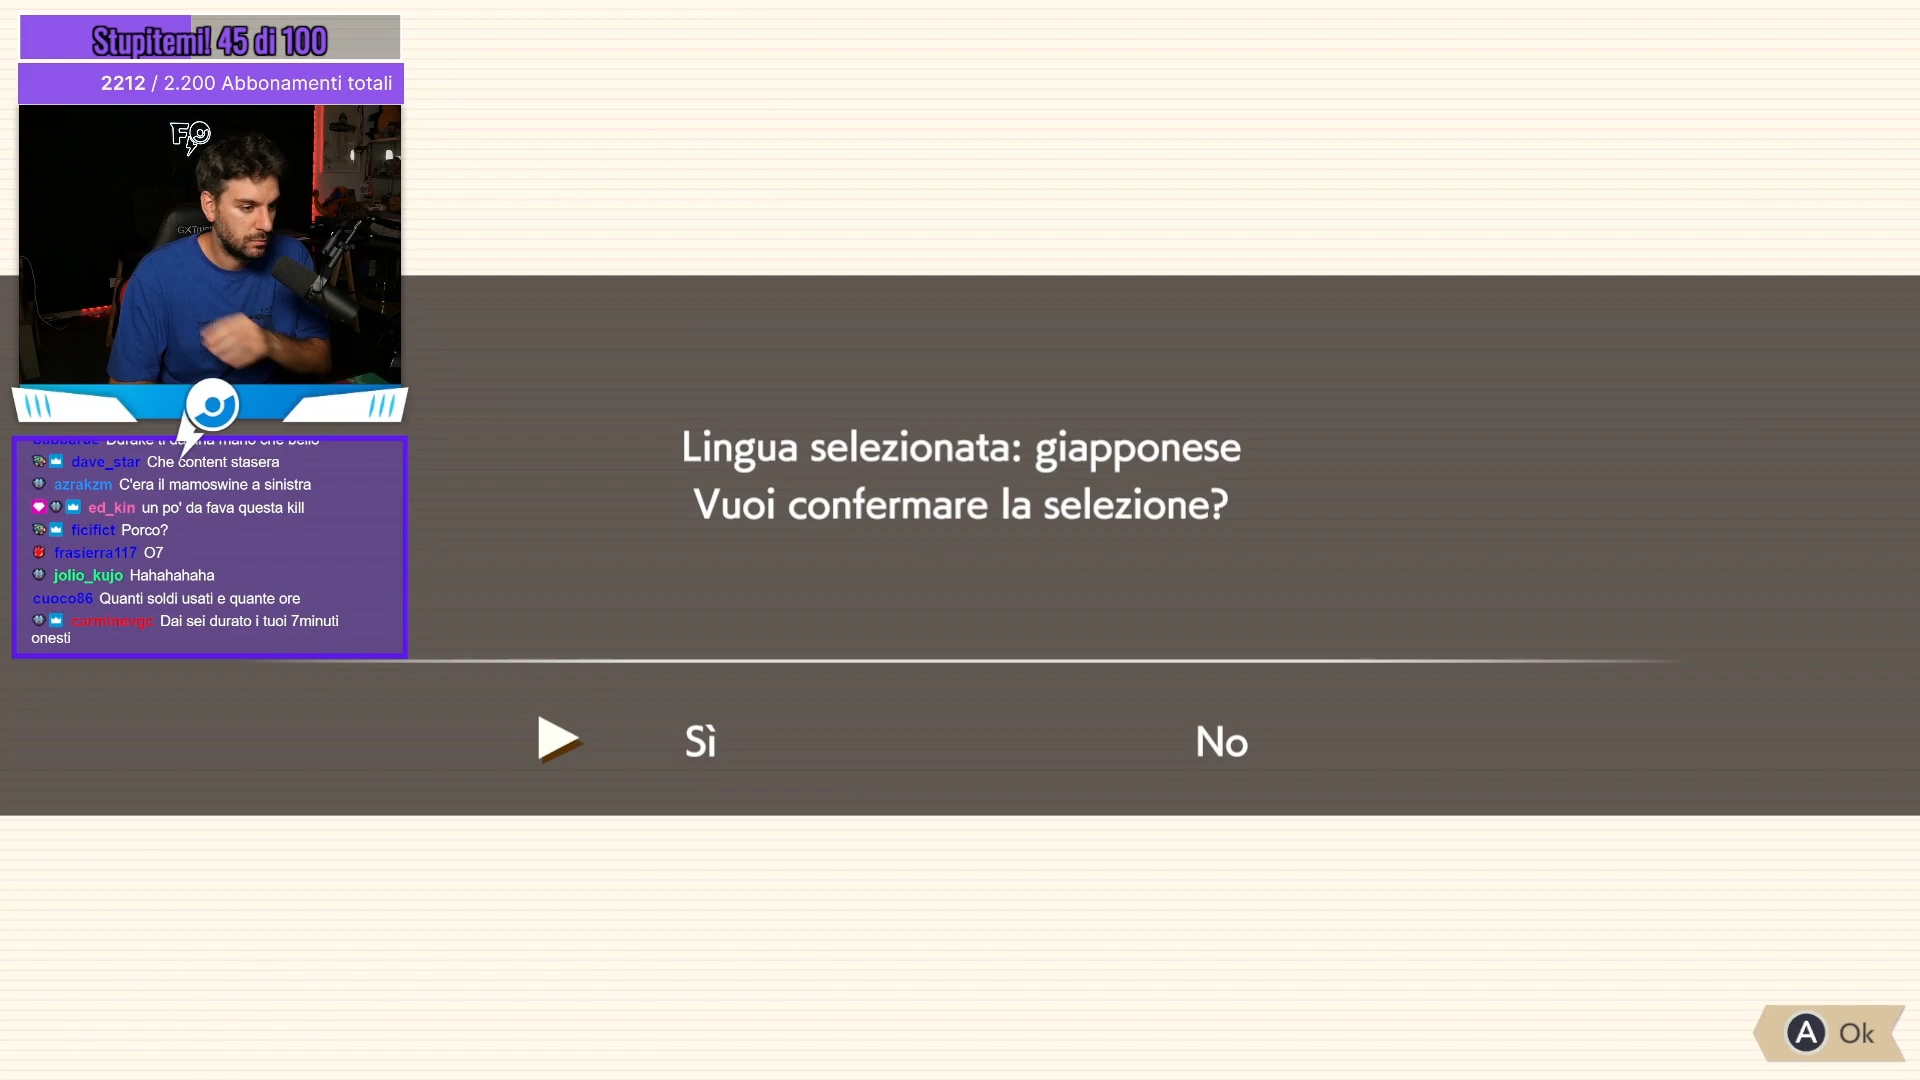 Stupitemi! 45 di 100
2212 / 2.200 Abbonamenti totali
dave_star Che content stasera
azrakzm C'era il mamoswine a sinistra
ed_kin un po' da fava questa kill
ficifict Porco?
frasierra117 O7
jolio_kujo Hahahahaha
cuoco86 Quanti soldi usati e quante ore
carminevgc Dai sei durato i tuoi 7minuti
onesti
Lingua selezionata: giapponese
Vuoi confermare la selezione?
Sì
No
A Ok